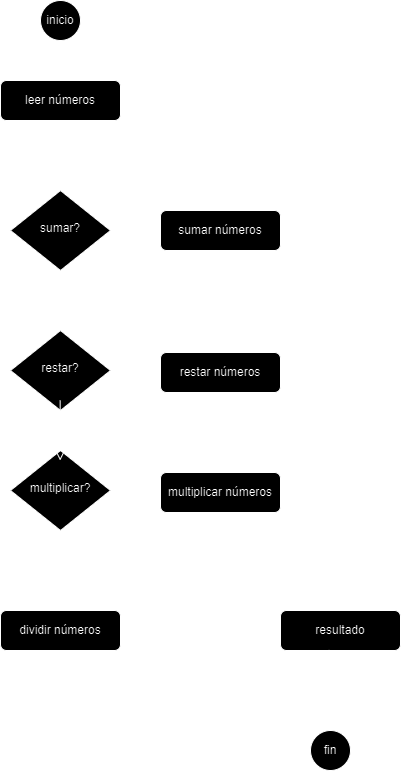 inicio
leer números
sumar?
sumar números
restar?
restar números
multiplicar?
multiplicar números
dividir números
resultado
fin